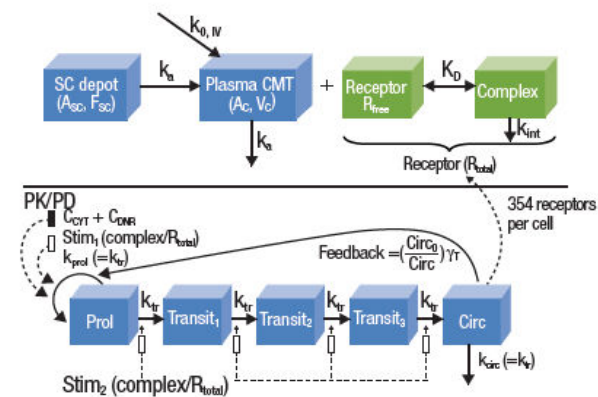 k0, IV
SC depot
(ASC, FSC)
ka
Plasma CMT
(AC, VC)
+
Receptor
Rfree
KD
Complex
ka
kint
Receptor (Rtotal)
PK/PD
CCYT + CDNR
Stim1 (complex/Rtotal)
kprol (=ktr)
354 receptors
per cell
Feedback =(Circ0/Circ)γT
Prol
ktr
Transit1
ktr
Transit2
ktr
Transit3
ktr
Circ
kcirc (=ktr)
Stim2 (complex/Rtotal)